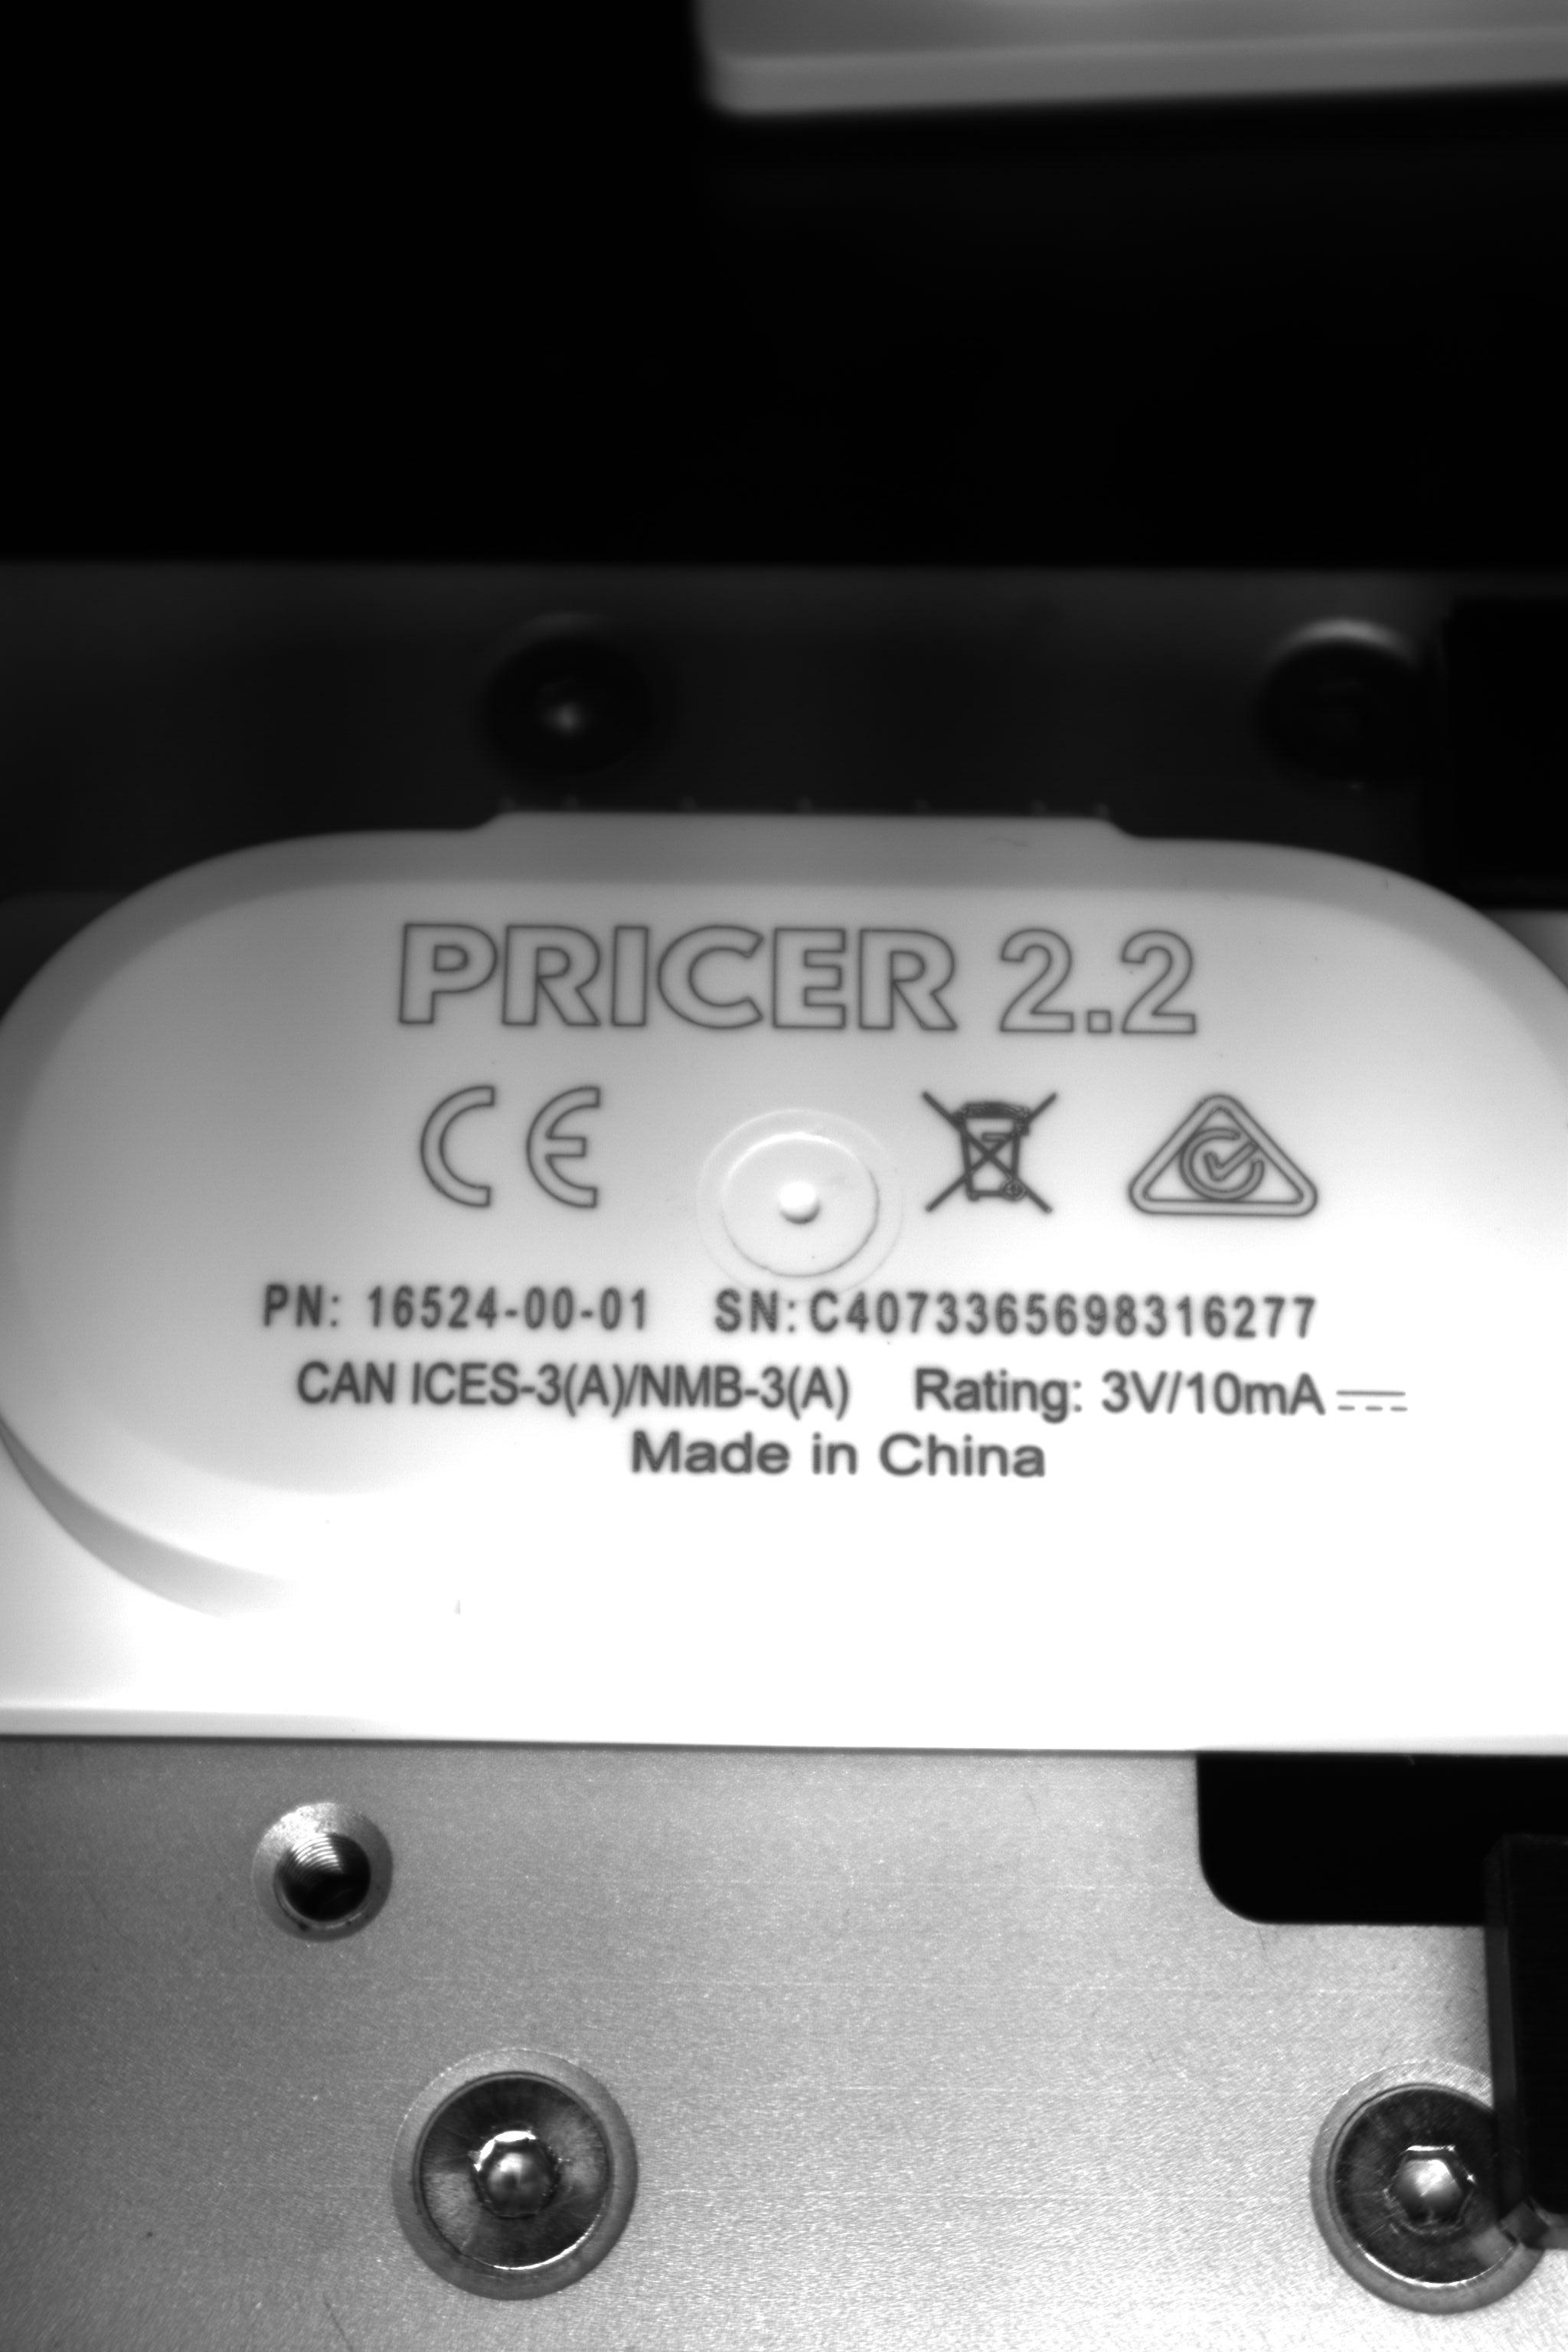 PRICER 2.2
CE
PN: 16524-00-01 SN:C4073365698316277
CAN ICES-3(A)/NMB-3(A) Rating: 3V/10mA
Made in China